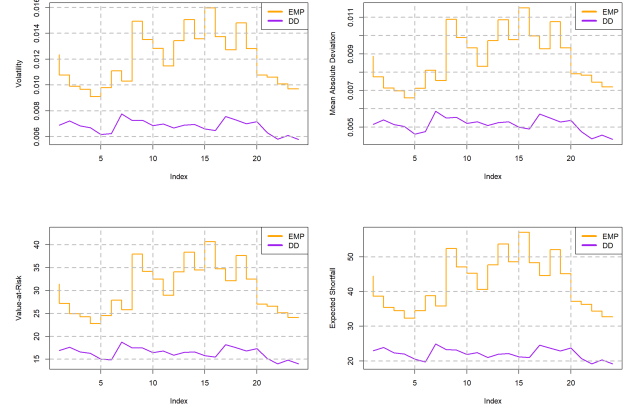 Volatility
0.006 0.008 0.010 0.012 0.014 0.016
EMP
DD
5 10 15 20
Index
Mean Absolute Deviation
0.005 0.007 0.009 0.011
EMP
DD
5 10 15 20
Index
Value-at-Risk
15 20 25 30 35 40
EMP
DD
5 10 15 20
Index
Expected Shortfall
20 30 40 50
EMP
DD
5 10 15 20
Index